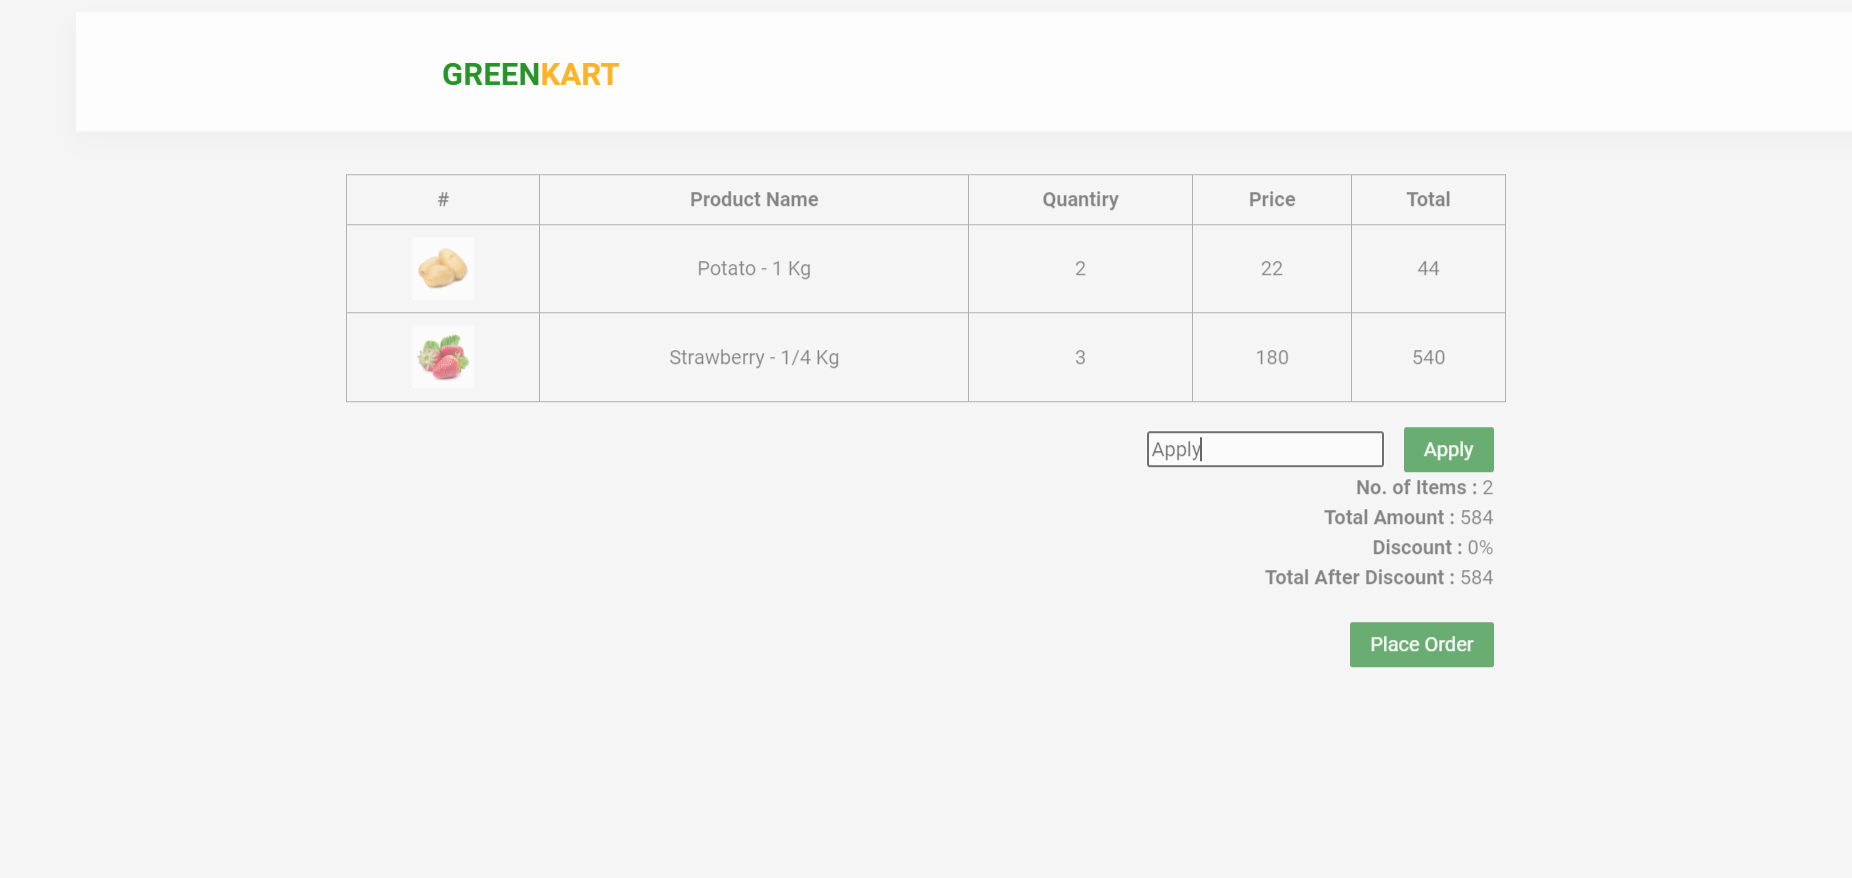 GREENKART
# Product Name Quantiry Price Total
Potato - 1 Kg 2 22 44
Strawberry - 1/4 Kg 3 180 540
Apply Apply
No. of Items : 2
Total Amount : 584
Discount : 0%
Total After Discount : 584
Place Order